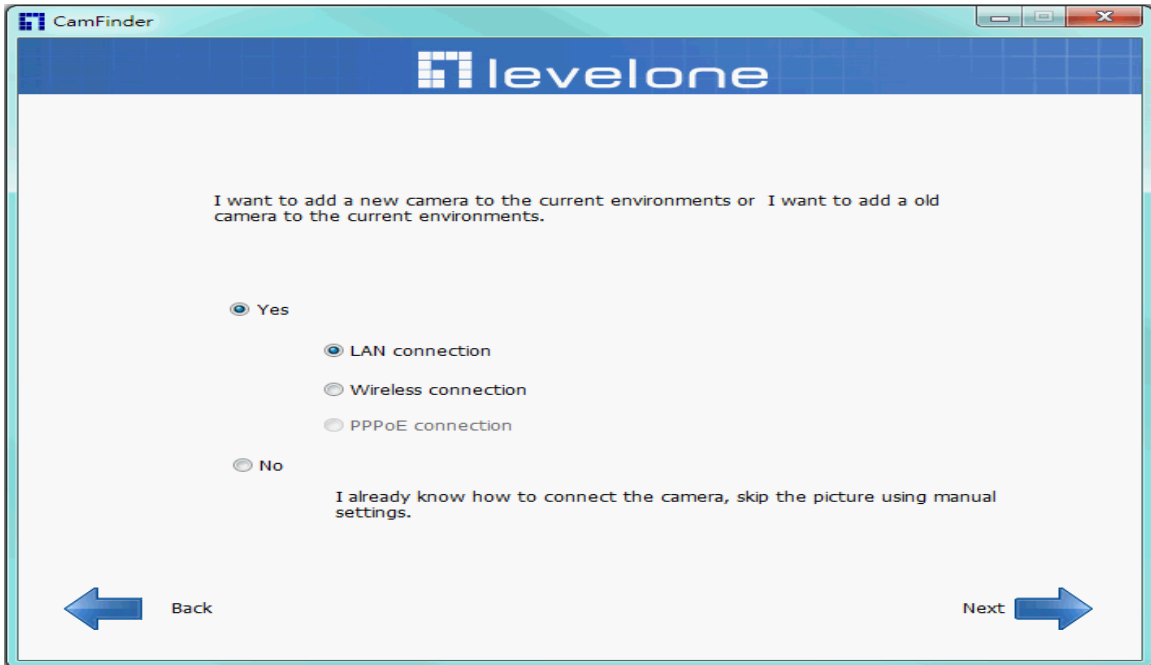 CamFinder
levelone
I want to add a new camera to the current environments or  I want to add a old
camera to the current environments.
Yes
LAN connection
Wireless connection
PPPoE connection
No
I already know how to connect the camera, skip the picture using manual
settings.
Back
Next